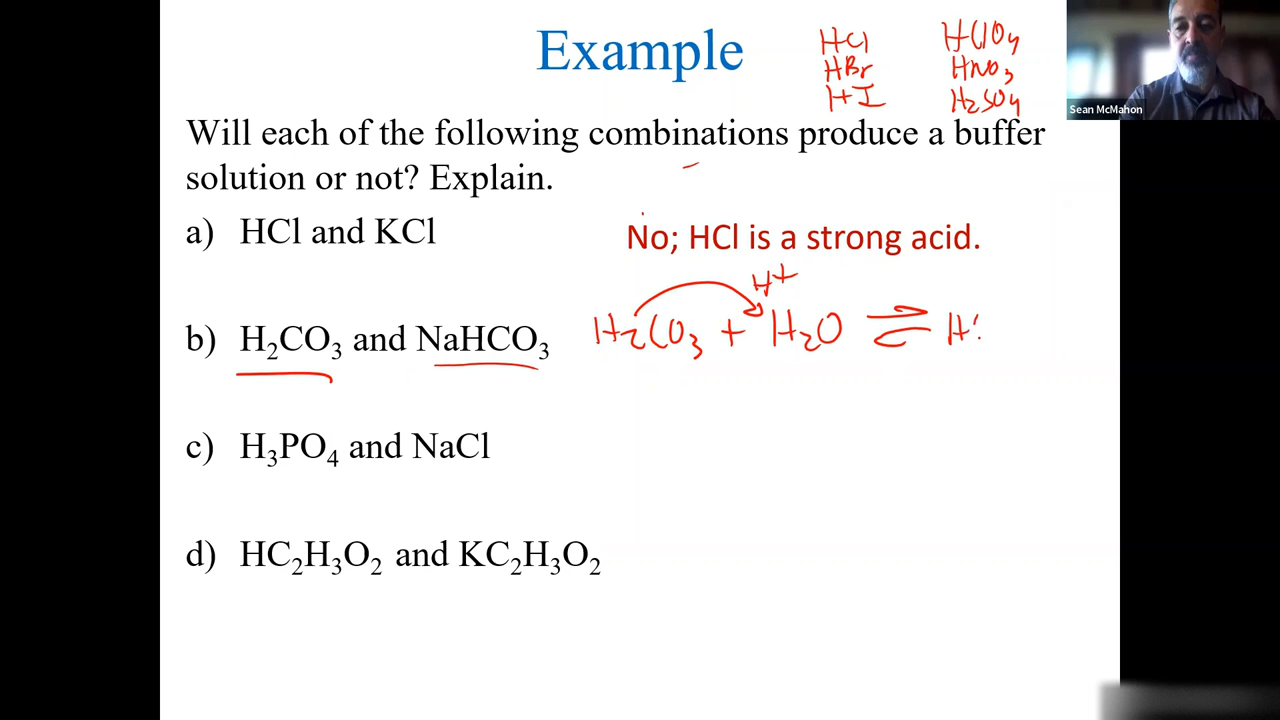 Example
HCl
HBr
HI
HClO4
HNO3
H2SO4
Sean McMahon
Will each of the following combinations produce a buffer
solution or not? Explain.
a) HCl and KCl
No; HCl is a strong acid.
H+
b) H₂CO₃ and NaHCO₃
H2CO3 + H2O ⇌ H
c) H₃PO₄ and NaCl
d) HC₂H₃O₂ and KC₂H₃O₂